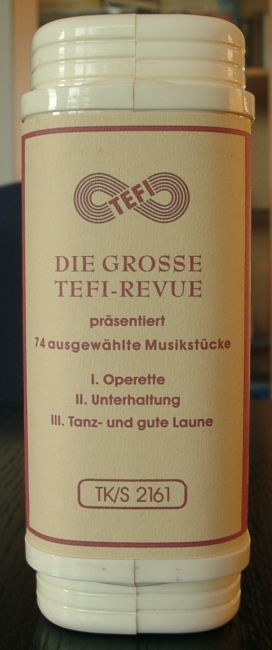 TEFI
DIE GROSSE
TEFI-REVUE
präsentiert
74 ausgewählte Musikstücke
I. Operette
II. Unterhaltung
III. Tanz- und gute Laune
TK/S 2161